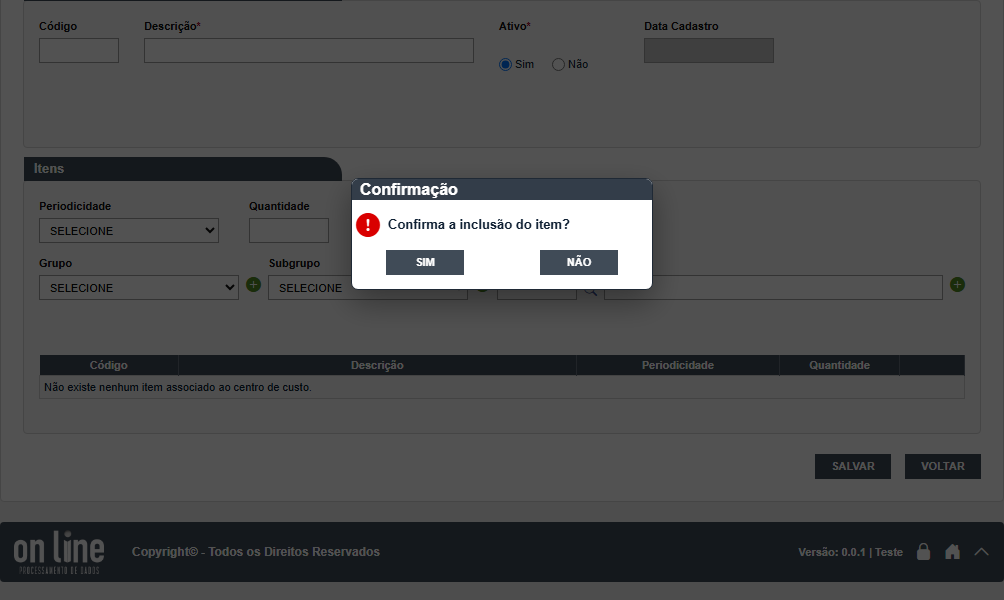 Código Descrição* Ativo* Data Cadastro
Sim Não
Itens
Confirmação
Periodicidade Quantidade
! Confirma a inclusão do item?
SELECIONE
SIM NÃO
Grupo Subgrupo
SELECIONE SELECIONE
Código Descrição Periodicidade Quantidade
Não existe nenhum item associado ao centro de custo.
SALVAR VOLTAR
on line
PROCESSAMENTO DE DADOS
Copyright© - Todos os Direitos Reservados
Versão: 0.0.1 | Teste